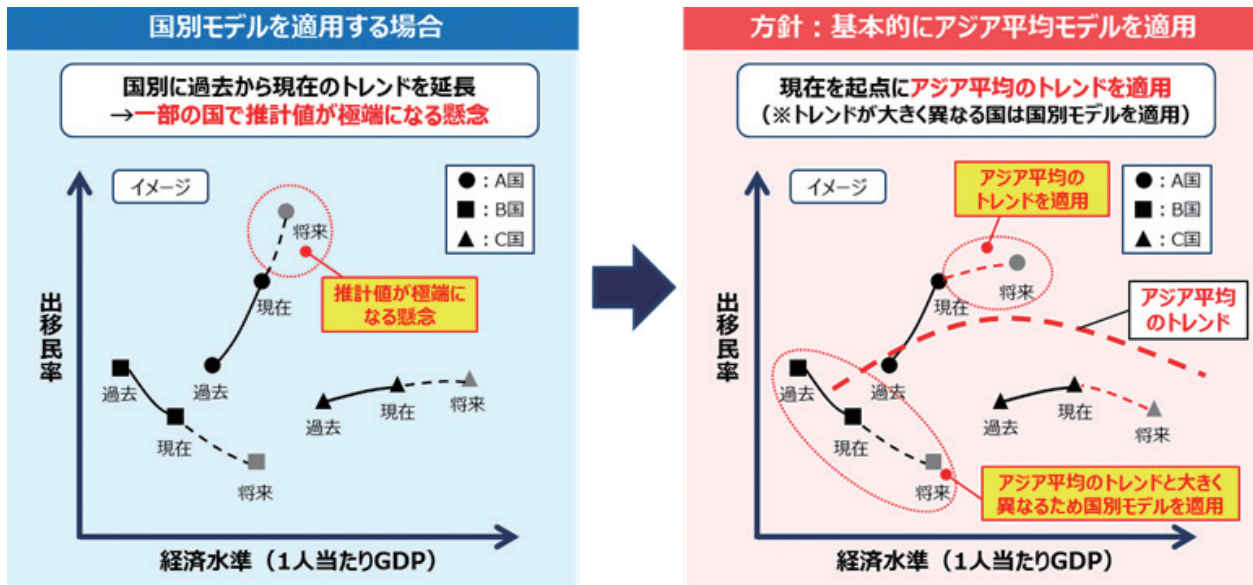 国別モデルを適用する場合
国別に過去から現在のトレンドを延長
→一部の国で推計値が極端になる懸念
イメージ
●：A国
■：B国
▲：C国
将来
現在
推計値が極端に
なる懸念
過去
過去
現在
将来
過去
現在
将来
出移民率
経済水準（1人当たりGDP）
方針：基本的にアジア平均モデルを適用
現在を起点にアジア平均のトレンドを適用
（※トレンドが大きく異なる国は国別モデルを適用）
イメージ
アジア平均の
トレンドを適用
●：A国
■：B国
▲：C国
現在
将来
アジア平均
のトレンド
過去
過去
現在
将来
過去
現在
将来
アジア平均のトレンドと大きく
異なるため国別モデルを適用
出移民率
経済水準（1人当たりGDP）